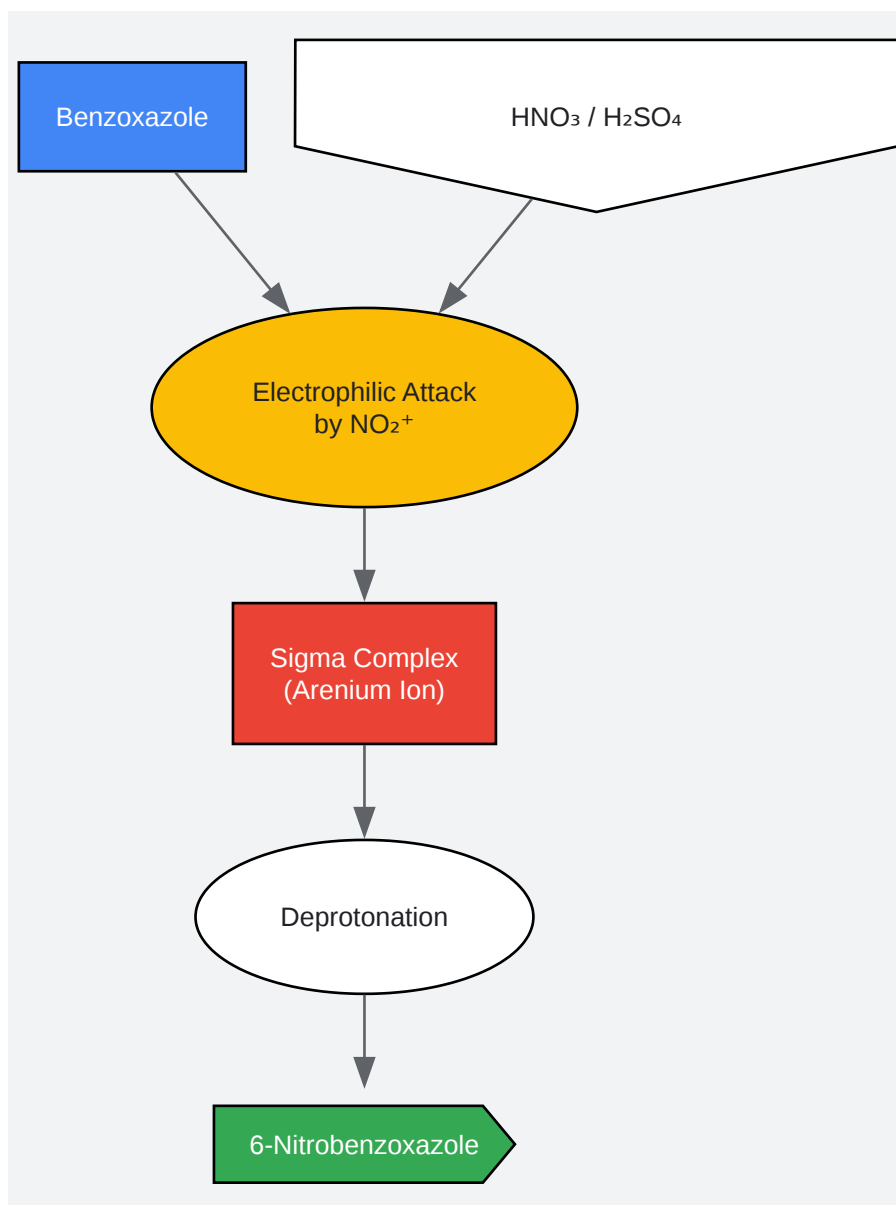 Benzoxazole
HNO₃ / H₂SO₄
Electrophilic Attack
by NO₂⁺
Sigma Complex
(Arenium Ion)
Deprotonation
6-Nitrobenzoxazole